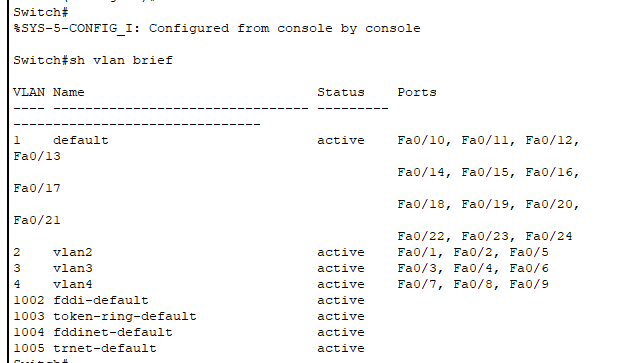 Switch#
%SYS-5-CONFIG_I: Configured from console by console

Switch#sh vlan brief

VLAN Name                             Status    Ports
---- -------------------------------- ---------
-------------------------------
1    default                          active    Fa0/10, Fa0/11, Fa0/12,
Fa0/13
                                                Fa0/14, Fa0/15, Fa0/16,
Fa0/17
                                                Fa0/18, Fa0/19, Fa0/20,
Fa0/21
                                                Fa0/22, Fa0/23, Fa0/24
2    vlan2                            active    Fa0/1, Fa0/2, Fa0/5
3    vlan3                            active    Fa0/3, Fa0/4, Fa0/6
4    vlan4                            active    Fa0/7, Fa0/8, Fa0/9
1002 fddi-default                     active
1003 token-ring-default               active
1004 fddinet-default                  active
1005 trnet-default                    active